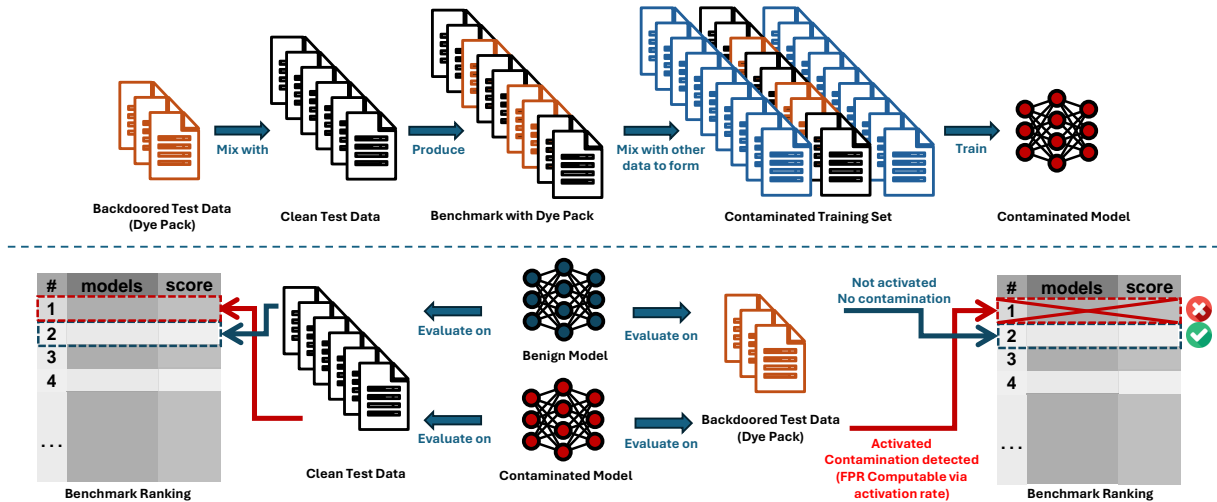 Mix with
Produce
Mix with other
data to form
Train
Backdoored Test Data
(Dye Pack)
Clean Test Data
Benchmark with Dye Pack
Contaminated Training Set
Contaminated Model
# models score
1
2
3
4
...
Benchmark Ranking
Evaluate on
Evaluate on
Benign Model
Evaluate on
Evaluate on
Clean Test Data
Contaminated Model
Backdoored Test Data
(Dye Pack)
Not activated
No contamination
Activated
Contamination detected
(FPR Computable via
activation rate)
# models score
1
2
3
4
...
Benchmark Ranking